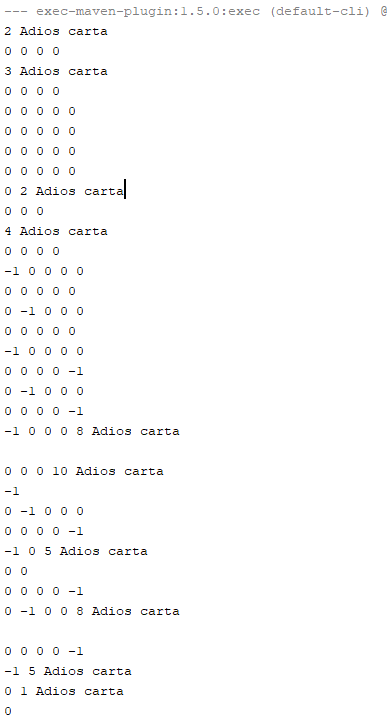 --- exec-maven-plugin:1.5.0:exec (default-cli) @
2 Adios carta
0 0 0 0
3 Adios carta
0 0 0 0
0 0 0 0 0
0 0 0 0 0
0 0 0 0 0
0 0 0 0 0
0 2 Adios carta
0 0 0
4 Adios carta
0 0 0 0
-1 0 0 0 0
0 0 0 0 0
0 -1 0 0 0
0 0 0 0 0
-1 0 0 0 0
0 0 0 0 -1
0 -1 0 0 0
0 0 0 0 -1
-1 0 0 0 8 Adios carta
0 0 0 10 Adios carta
-1
0 -1 0 0 0
0 0 0 0 -1
-1 0 5 Adios carta
0 0
0 0 0 0 -1
0 -1 0 0 8 Adios carta
0 0 0 0 -1
-1 5 Adios carta
0 1 Adios carta
0